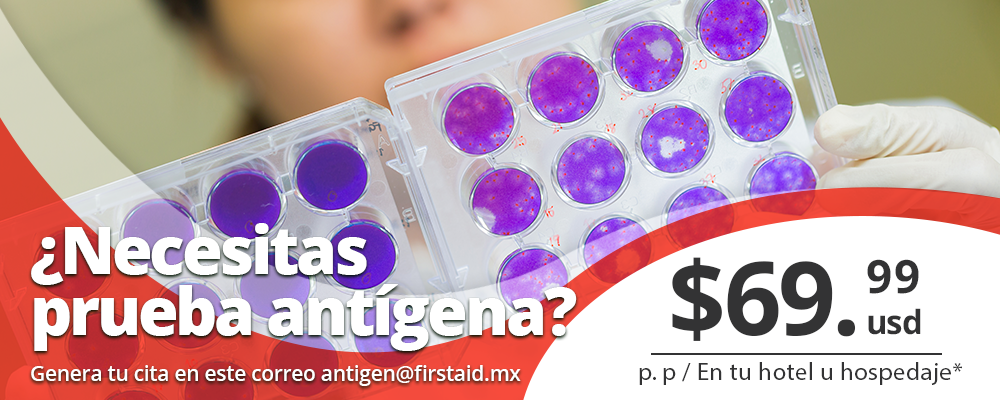 ¿Necesitas
prueba antígena?
Genera tu cita en este correo antigen@firstaid.mx
$69.99
usd
p. p / En tu hotel u hospedaje*